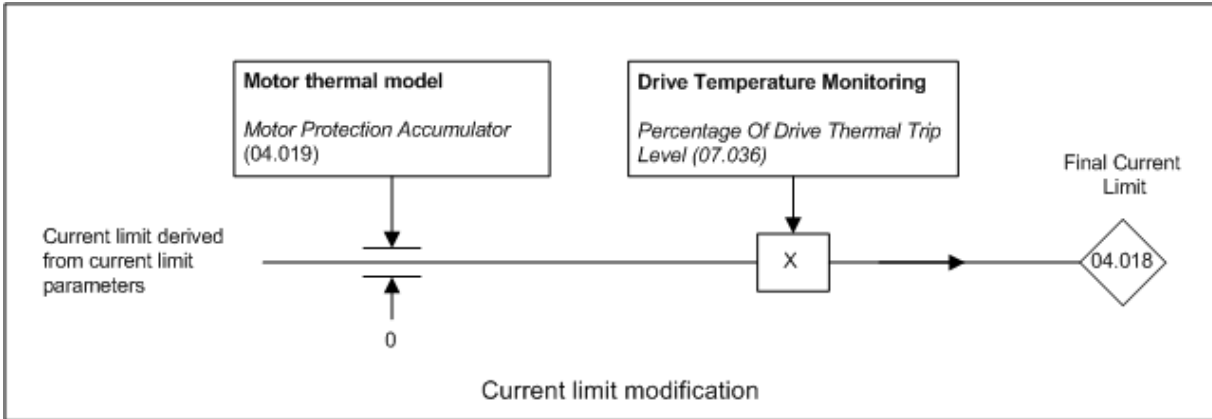 Motor thermal model
Motor Protection Accumulator
(04.019)
Drive Temperature Monitoring
Percentage Of Drive Thermal Trip
Level (07.036)
Final Current
Limit
Current limit derived
from current limit
parameters
X
04.018
0
Current limit modification